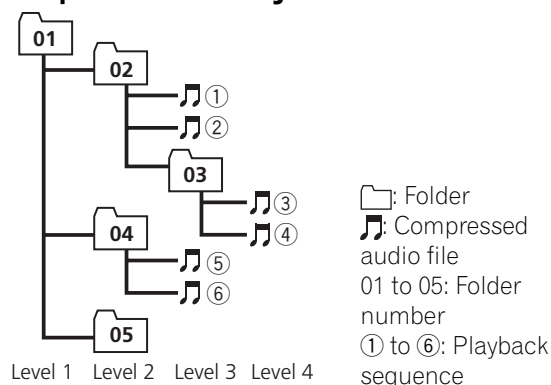 01
02
①
②
03
③
④
04
⑤
⑥
05
Level 1 Level 2 Level 3 Level 4
: Folder
: Compressed
audio file
01 to 05: Folder
number
① to ⑥: Playback
sequence